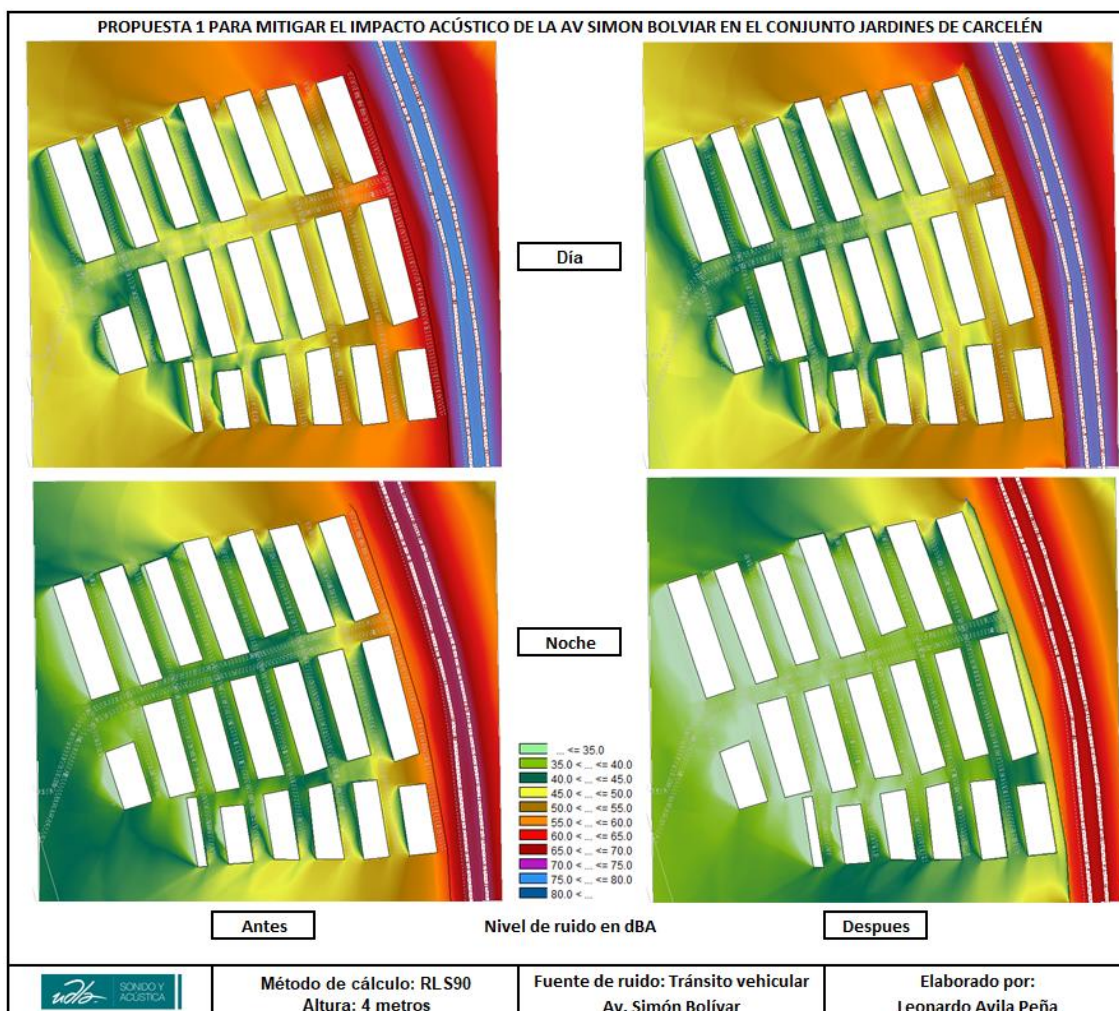 PROPUESTA 1 PARA MITIGAR EL IMPACTO ACÚSTICO DE LA AV SIMON BOLVIAR EN EL CONJUNTO JARDINES DE CARCELÉN
Día
Noche
... <= 35.0
35.0 < ... <= 40.0
40.0 < ... <= 45.0
45.0 < ... <= 50.0
50.0 < ... <= 55.0
55.0 < ... <= 60.0
60.0 < ... <= 65.0
65.0 < ... <= 70.0
70.0 < ... <= 75.0
75.0 < ... <= 80.0
80.0 < ...
Antes
Nivel de ruido en dBA
Despues
udla-
SONIDO Y
ACÚSTICA
Método de cálculo: RLS90
Altura: 4 metros
Fuente de ruido: Tránsito vehicular
Av. Simón Bolívar
Elaborado por:
Leonardo Avila Peña